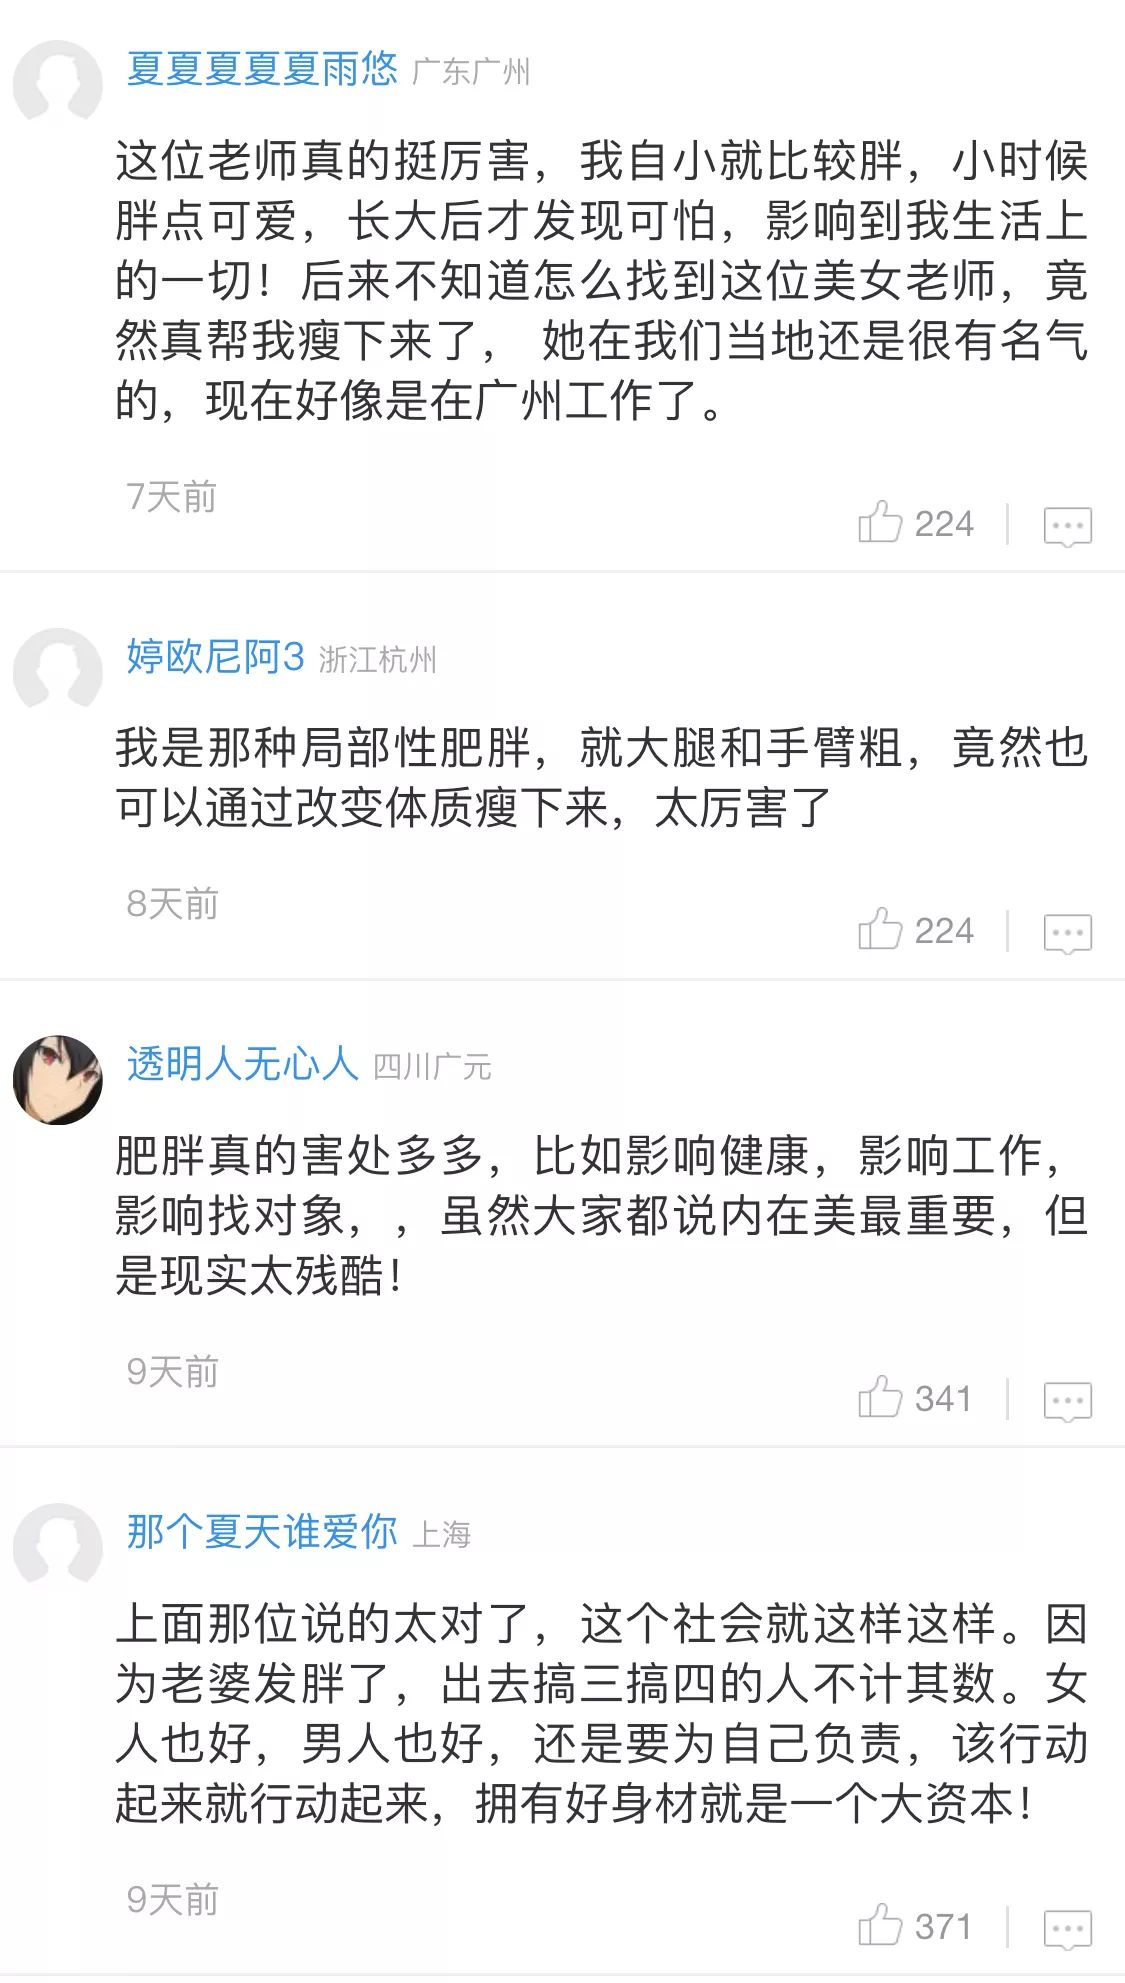 夏夏夏夏夏雨悠 广东广州
这位老师真的挺厉害，我自小就比较胖，小时候
胖点可爱，长大后才发现可怕，影响到我生活上
的一切！后来不知道怎么找到这位美女老师，竟
然真帮我瘦下来了， 她在我们当地还是很有名气
的，现在好像是在广州工作了。
7天前
224
婷欧尼阿3 浙江杭州
我是那种局部性肥胖，就大腿和手臂粗，竟然也
可以通过改变体质瘦下来，太厉害了
8天前
224
透明人无心人 四川广元
肥胖真的害处多多，比如影响健康，影响工作，
影响找对象，，虽然大家都说内在美最重要，但
是现实太残酷！
9天前
341
那个夏天谁爱你 上海
上面那位说的太对了，这个社会就这样这样。因
为老婆发胖了，出去搞三搞四的人不计其数。女
人也好，男人也好，还是要为自己负责，该行动
起来就行动起来，拥有好身材就是一个大资本！
9天前
371